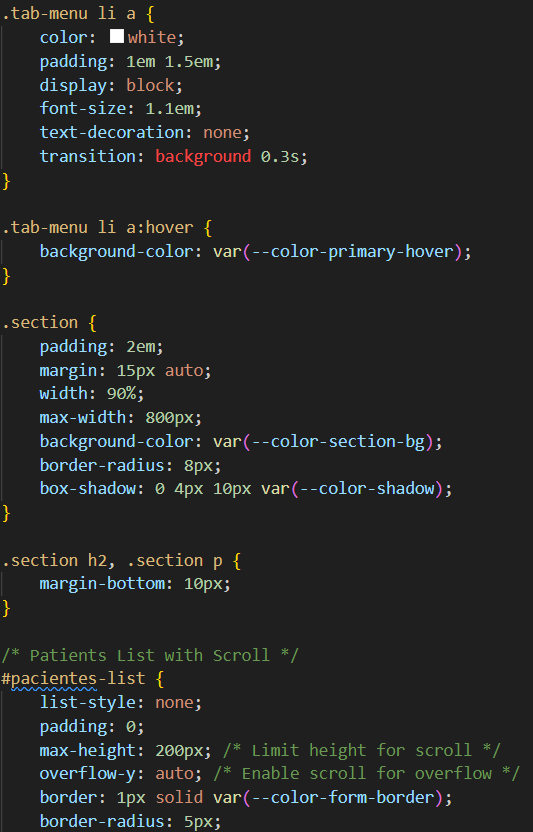 .tab-menu li a {
    color: white;
    padding: 1em 1.5em;
    display: block;
    font-size: 1.1em;
    text-decoration: none;
    transition: background 0.3s;
}

.tab-menu li a:hover {
    background-color: var(--color-primary-hover);
}

.section {
    padding: 2em;
    margin: 15px auto;
    width: 90%;
    max-width: 800px;
    background-color: var(--color-section-bg);
    border-radius: 8px;
    box-shadow: 0 4px 10px var(--color-shadow);
}

.section h2, .section p {
    margin-bottom: 10px;
}

/* Patients List with Scroll */
#pacientes-list {
    list-style: none;
    padding: 0;
    max-height: 200px; /* Limit height for scroll */
    overflow-y: auto; /* Enable scroll for overflow */
    border: 1px solid var(--color-form-border);
    border-radius: 5px;